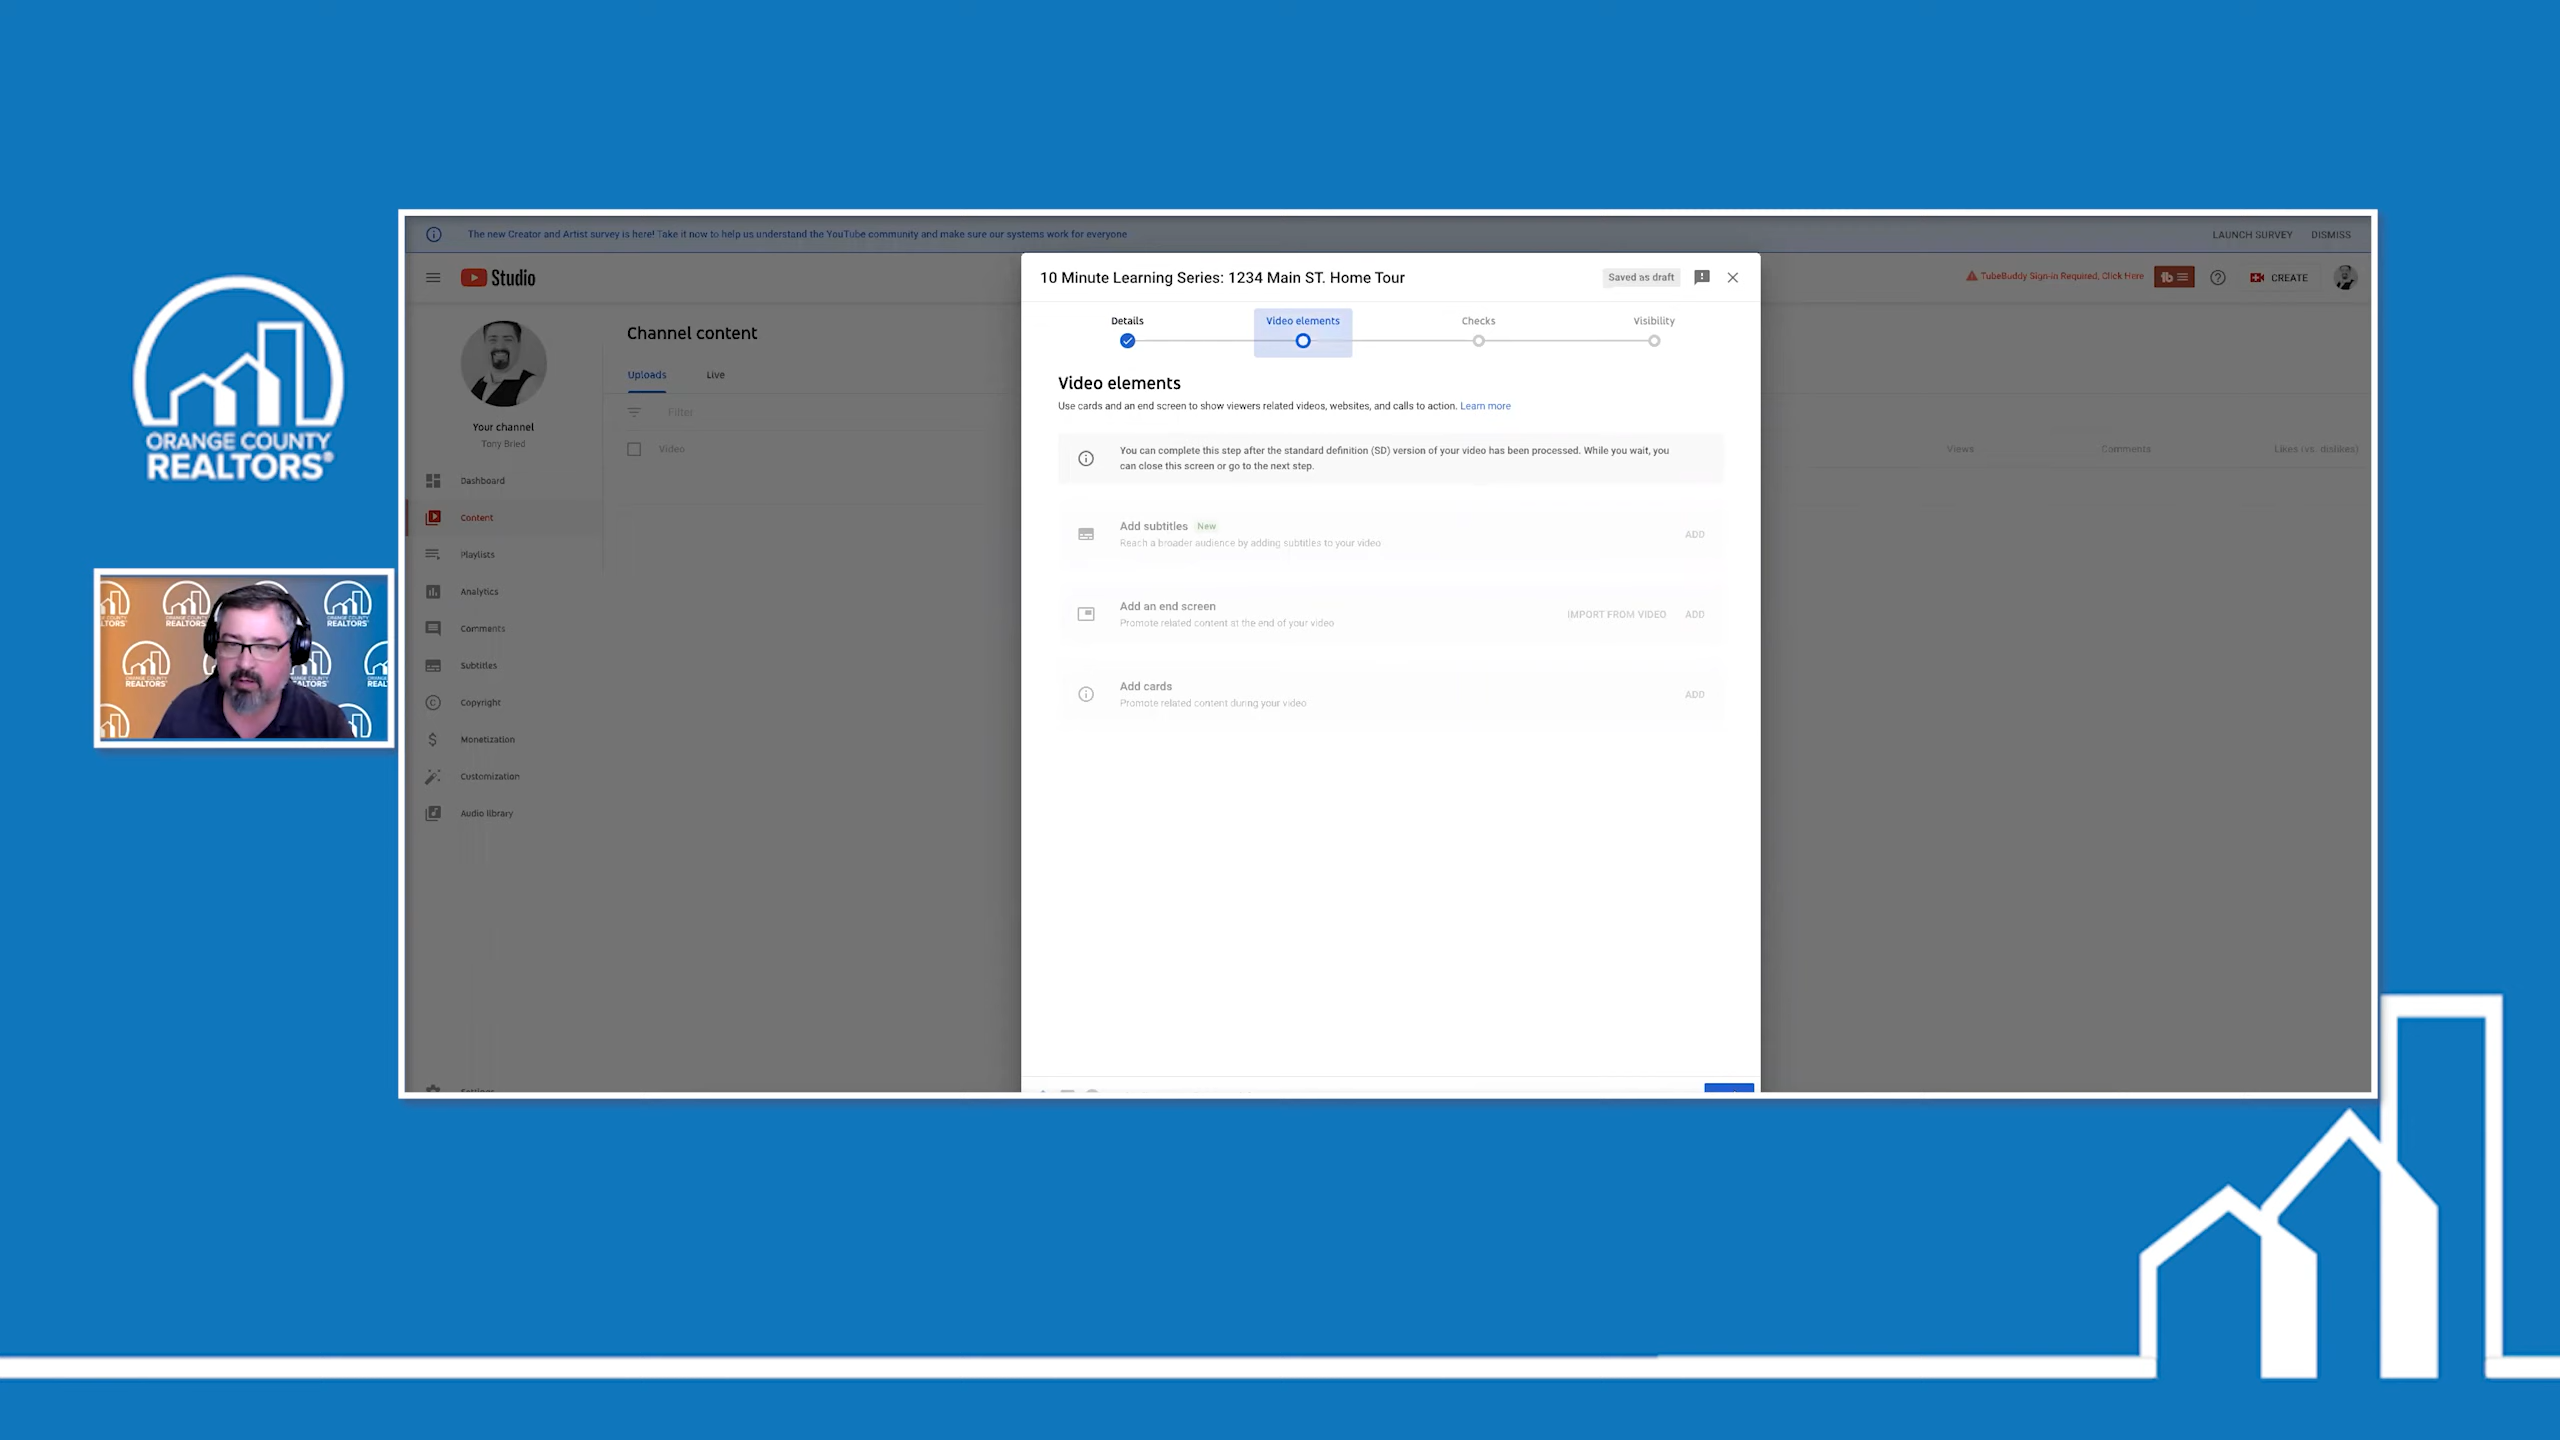 The new Creator and Artist survey is here! Take it now to help us understand the YouTube community and make sure our systems work for everyone
LAUNCH SURVEY
DISMISS
Studio
TubeBuddy Sign-in Required, Click Here
tb
CREATE
10 Minute Learning Series: 1234 Main ST. Home Tour
Saved as draft
Details
Video elements
Checks
Visibility
Video elements
Use cards and an end screen to show viewers related videos, websites, and calls to action. Learn more
You can complete this step after the standard definition (SD) version of your video has been processed. While you wait, you
can close this screen or go to the next step.
Add subtitles New
Reach a broader audience by adding subtitles to your video
ADD
Add an end screen
Promote related content at the end of your video
IMPORT FROM VIDEO
ADD
Add cards
Promote related content during your video
ADD
Channel content
Uploads
Live
Filter
Video
Views
Comments
Likes (vs. dislikes)
Your channel
Tony Bried
Dashboard
Content
Playlists
Analytics
Comments
Subtitles
Copyright
Monetization
Customization
Audio library
ORANGE COUNTY
REALTORS®
ORANGE COUNTY
REALTORS®